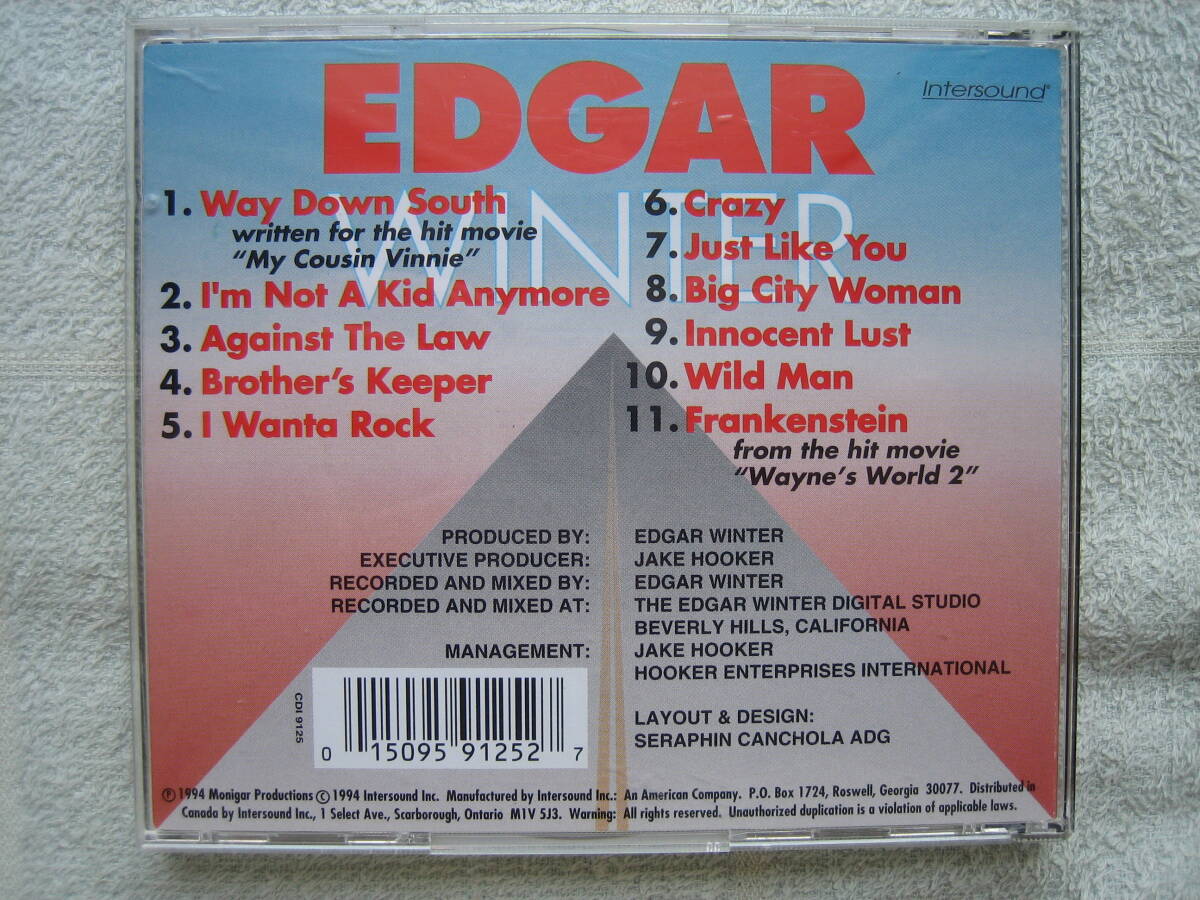 EDGAR
WINTER
Intersound®
1. Way Down South
written for the hit movie
"My Cousin Vinnie"
2. I'm Not A Kid Anymore
3. Against The Law
4. Brother's Keeper
5. I Wanta Rock
6. Crazy
7. Just Like You
8. Big City Woman
9. Innocent Lust
10. Wild Man
11. Frankenstein
from the hit movie
"Wayne's World 2"
PRODUCED BY: EDGAR WINTER
EXECUTIVE PRODUCER: JAKE HOOKER
RECORDED AND MIXED BY: EDGAR WINTER
RECORDED AND MIXED AT: THE EDGAR WINTER DIGITAL STUDIO
BEVERLY HILLS, CALIFORNIA
MANAGEMENT: JAKE HOOKER
HOOKER ENTERPRISES INTERNATIONAL
LAYOUT & DESIGN:
SERAPHIN CANCHOLA ADG
CDI 9125
0 15095 91252 7
℗ 1994 Monigar Productions © 1994 Intersound Inc. Manufactured by Intersound Inc.: An American Company. P.O. Box 1724, Roswell, Georgia 30077. Distributed in
Canada by Intersound Inc., 1 Select Ave., Scarborough, Ontario M1V 5J3. Warning: All rights reserved. Unauthorized duplication is a violation of applicable laws.